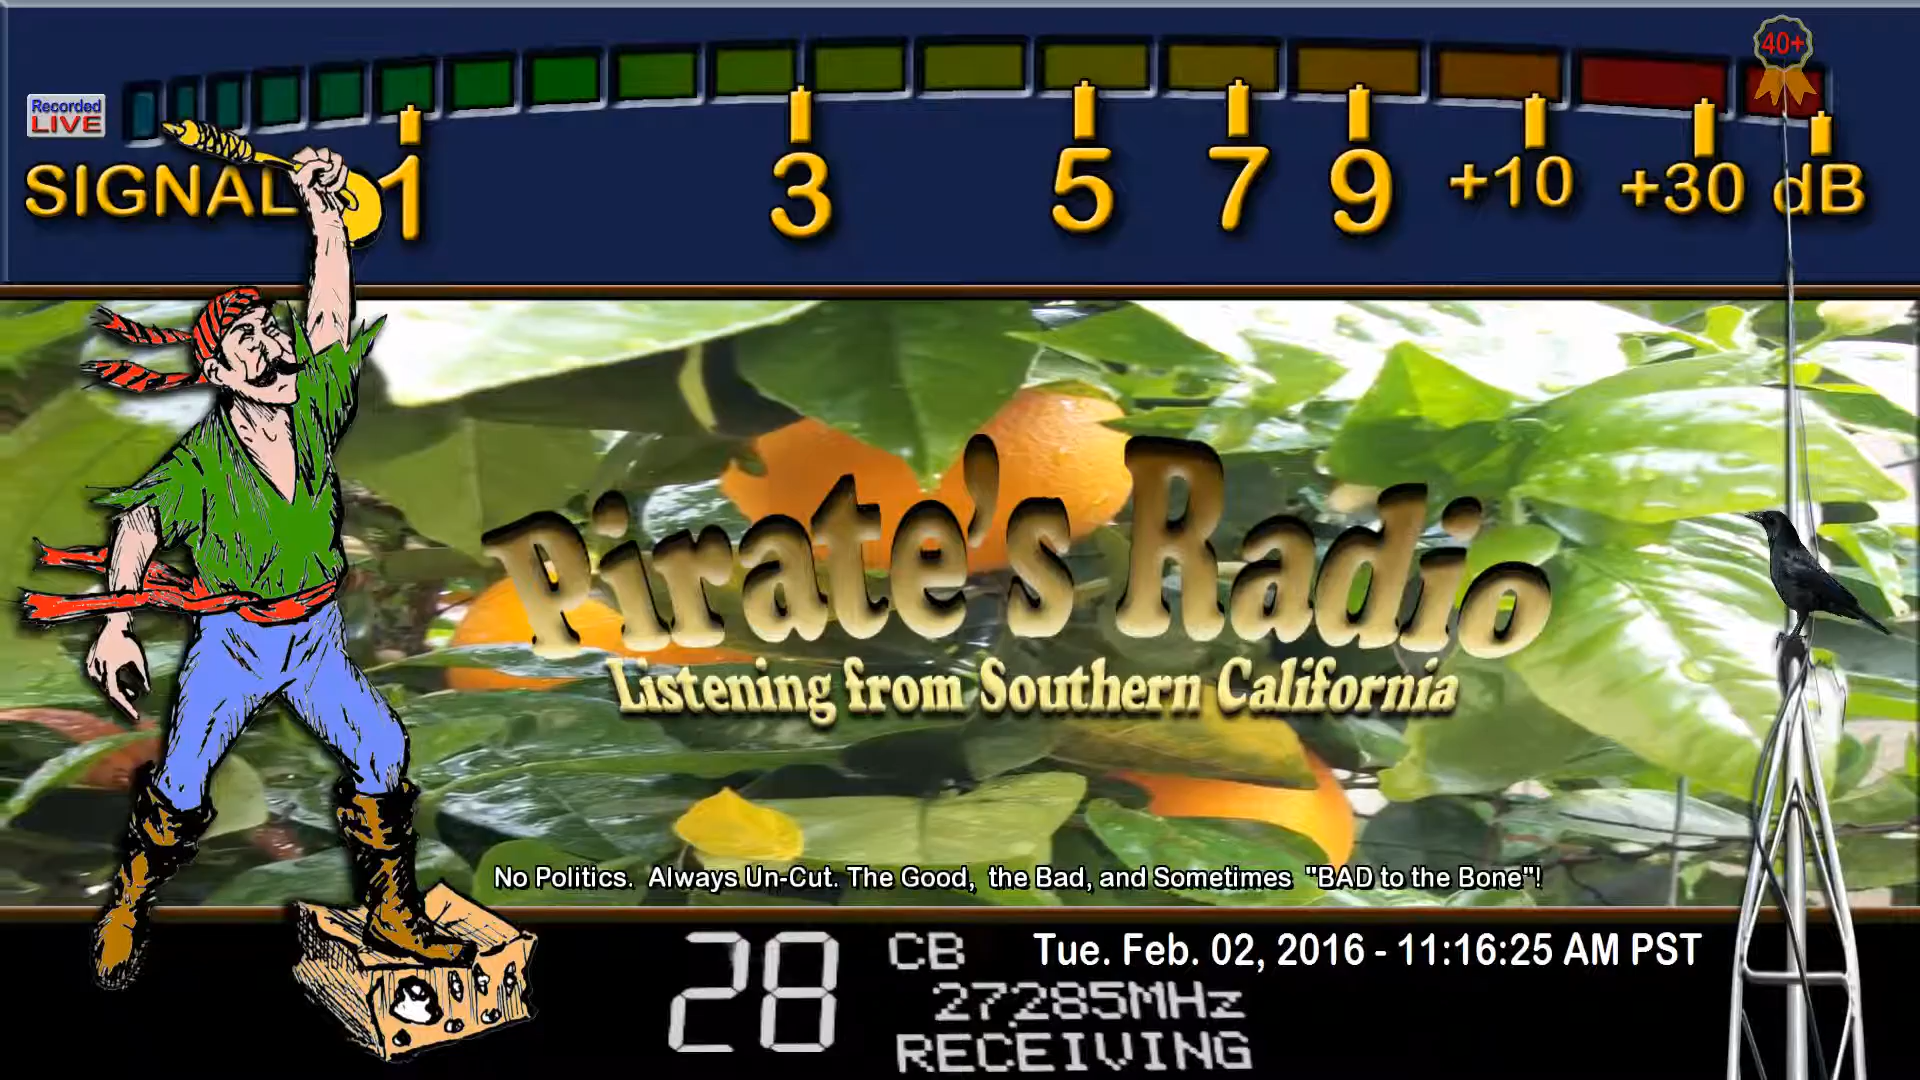 40+
Recorded
LIVE
SIGNAL 1 3 5 7 9 +10 +30 dB
Pirate's Radio
Listening from Southern California
No Politics. Always Un-Cut. The Good, the Bad, and Sometimes "BAD to the Bone"!
28 CB Tue. Feb. 02, 2016 - 11:16:25 AM PST
27.285MHz
RECEIVING